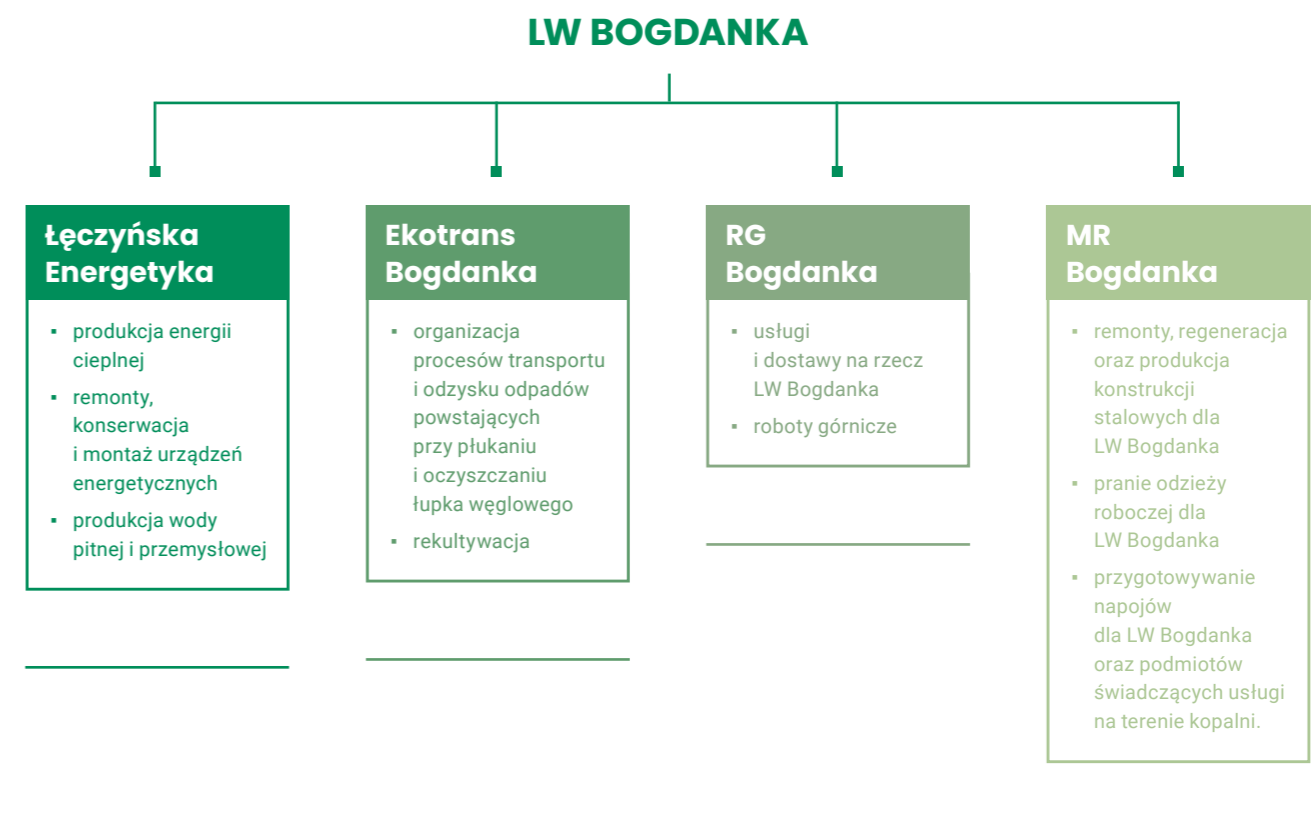 LW BOGDANKA
Łęczyńska
Energetyka
▪ produkcja energii
cieplnej
▪ remonty,
konserwacja
i montaż urządzeń
energetycznych
▪ produkcja wody
pitnej i przemysłowej
Ekotrans
Bogdanka
▪ organizacja
procesów transportu
i odzysku odpadów
powstających
przy płukaniu
i oczyszczaniu
łupka węglowego
▪ rekultywacja
RG
Bogdanka
▪ usługi
i dostawy na rzecz
LW Bogdanka
▪ roboty górnicze
MR
Bogdanka
▪ remonty, regeneracja
oraz produkcja
konstrukcji
stalowych dla
LW Bogdanka
▪ pranie odzieży
roboczej dla
LW Bogdanka
▪ przygotowywanie
napojów
dla LW Bogdanka
oraz podmiotów
świadczących usługi
na terenie kopalni.